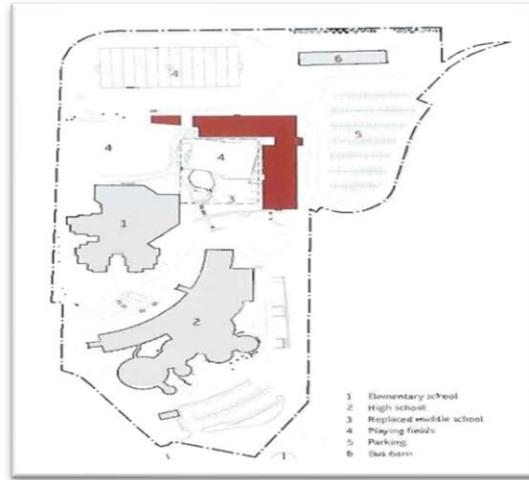 4
6
5
4
4
3
1
2
1 Elementary school
2 High school
3 Replaced middle school
4 Playing fields
5 Parking
6 Bus barn